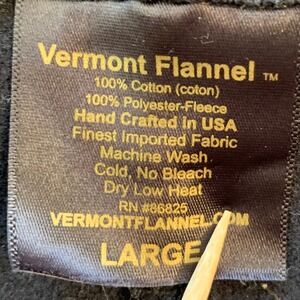 Vermont Flannel ™
100% Cotton (coton)
100% Polyester-Fleece
Hand Crafted In USA
Finest Imported Fabric
Machine Wash
Cold, No Bleach
Dry Low Heat
RN #86825
VERMONTFLANNEL.COM
LARGE